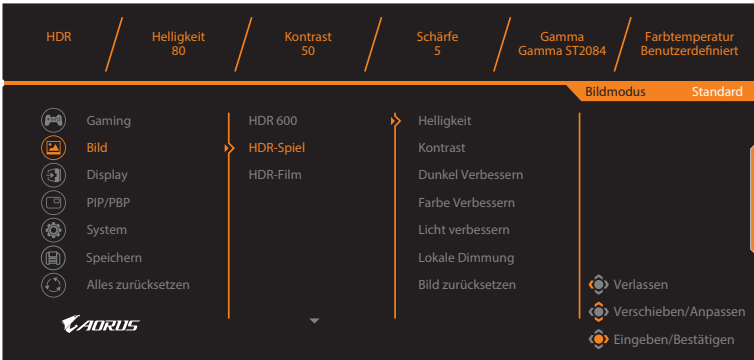 HDR
Helligkeit
80
Kontrast
50
Schärfe
5
Gamma
Gamma ST2084
Farbtemperatur
Benutzerdefiniert
Bildmodus Standard
Gaming
Bild
Display
PIP/PBP
System
Speichern
Alles zurücksetzen
HDR 600
HDR-Spiel
HDR-Film
Helligkeit
Kontrast
Dunkel Verbessern
Farbe Verbessern
Licht verbessern
Lokale Dimmung
Bild zurücksetzen
Verlassen
Verschieben/Anpassen
Eingeben/Bestätigen
AORUS